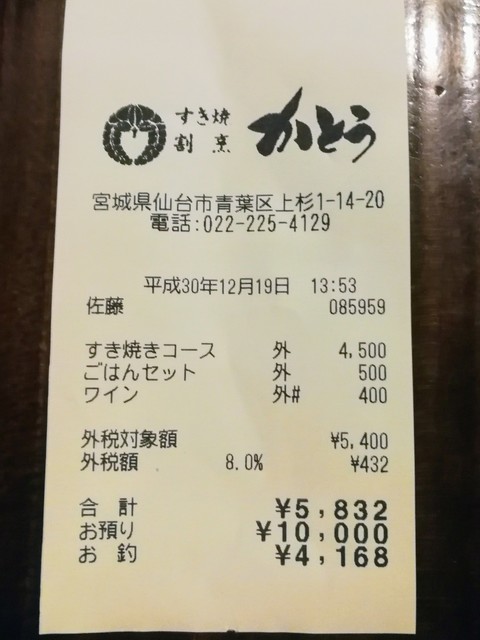 すき焼
割烹 かとう
宮城県仙台市青葉区上杉1-14-20
電話:022-225-4129
平成30年12月19日 13:53
佐藤 085959
すき焼きコース 外 4,500
ごはんセット 外 500
ワイン 外# 400
外税対象額 ¥5,400
外税額 8.0% ¥432
合計 ¥5,832
お預り ¥10,000
お釣 ¥4,168